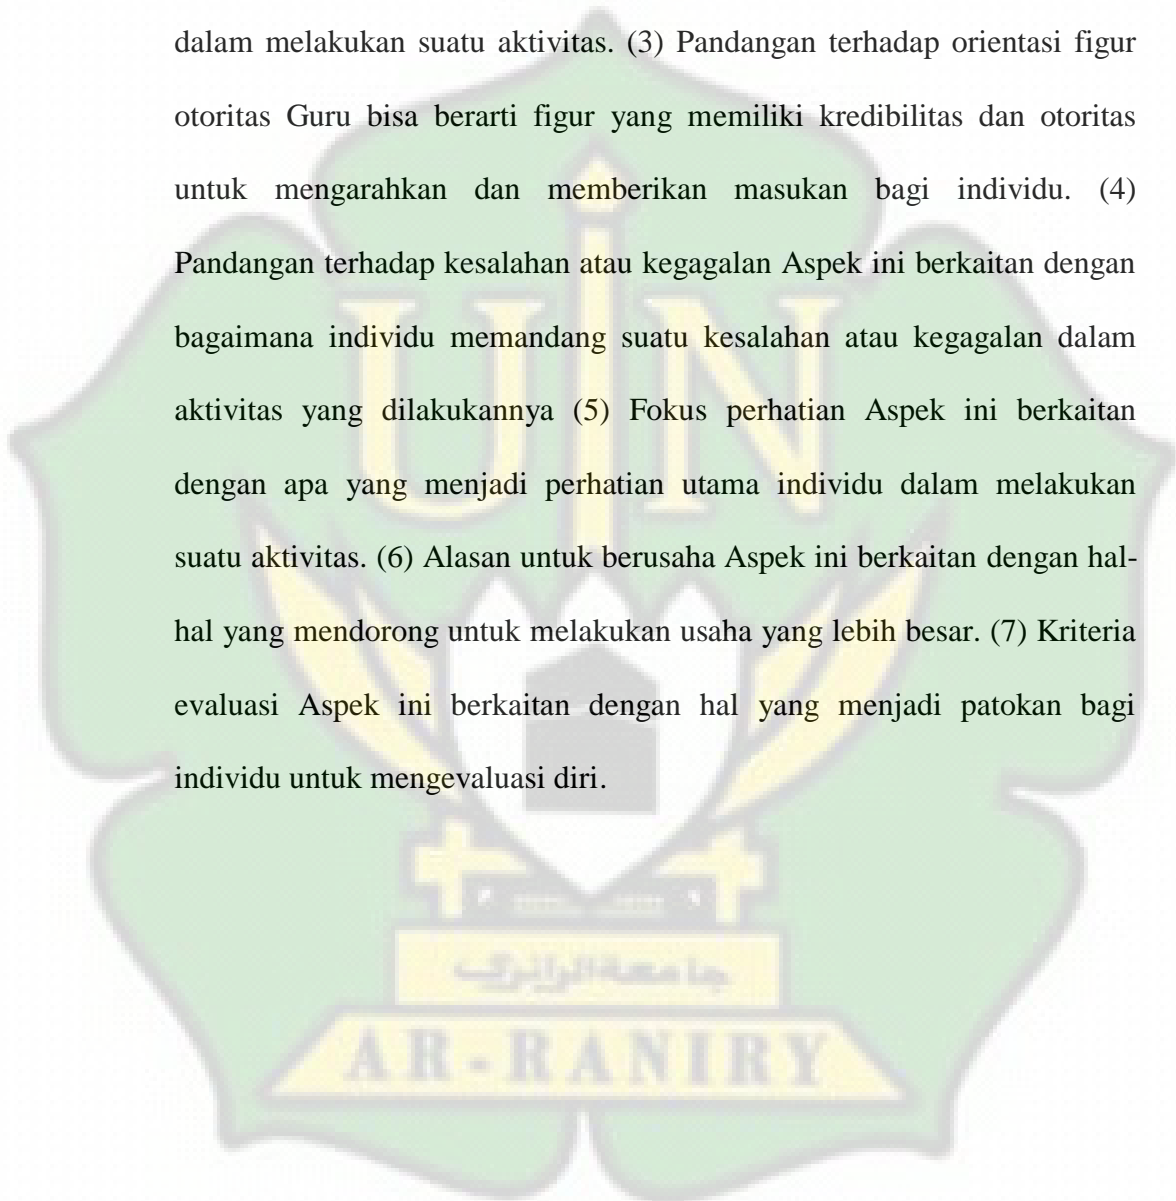 dalam melakukan suatu aktivitas. (3) Pandangan terhadap orientasi figur
otoritas Guru bisa berarti figur yang memiliki kredibilitas dan otoritas
untuk mengarahkan dan memberikan masukan bagi individu. (4)
Pandangan terhadap kesalahan atau kegagalan Aspek ini berkaitan dengan
bagaimana individu memandang suatu kesalahan atau kegagalan dalam
aktivitas yang dilakukannya (5) Fokus perhatian Aspek ini berkaitan
dengan apa yang menjadi perhatian utama individu dalam melakukan
suatu aktivitas. (6) Alasan untuk berusaha Aspek ini berkaitan dengan hal-
hal yang mendorong untuk melakukan usaha yang lebih besar. (7) Kriteria
evaluasi Aspek ini berkaitan dengan hal yang menjadi patokan bagi
individu untuk mengevaluasi diri.
UIN
جامعة الرانري
AR-RANIRY